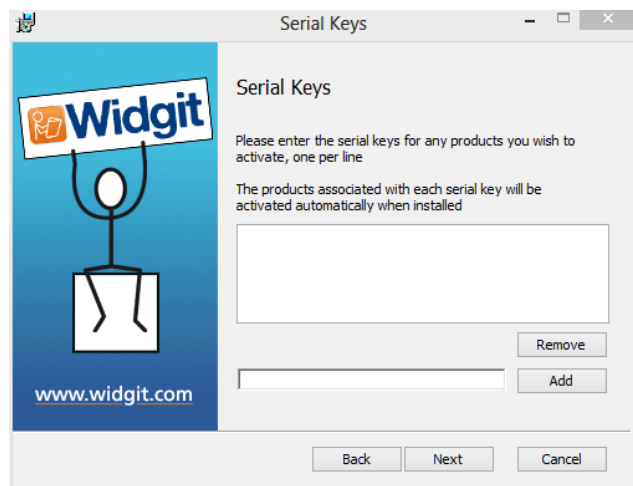 Serial Keys
Widgit
Serial Keys
Please enter the serial keys for any products you wish to
activate, one per line
The products associated with each serial key will be
activated automatically when installed
Remove
Add
www.widgit.com
Back
Next
Cancel